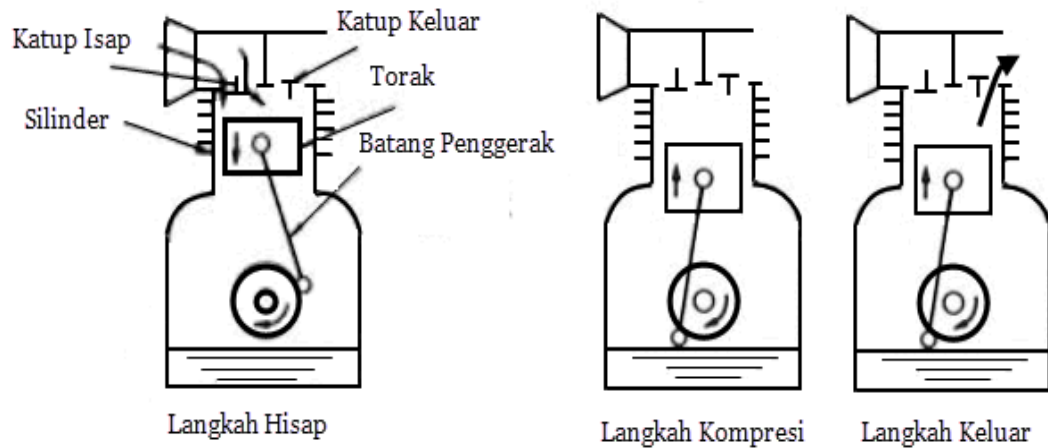 Katup Isap
Katup Keluar
Torak
Silinder
Batang Penggerak
Langkah Hisap
Langkah Kompresi
Langkah Keluar